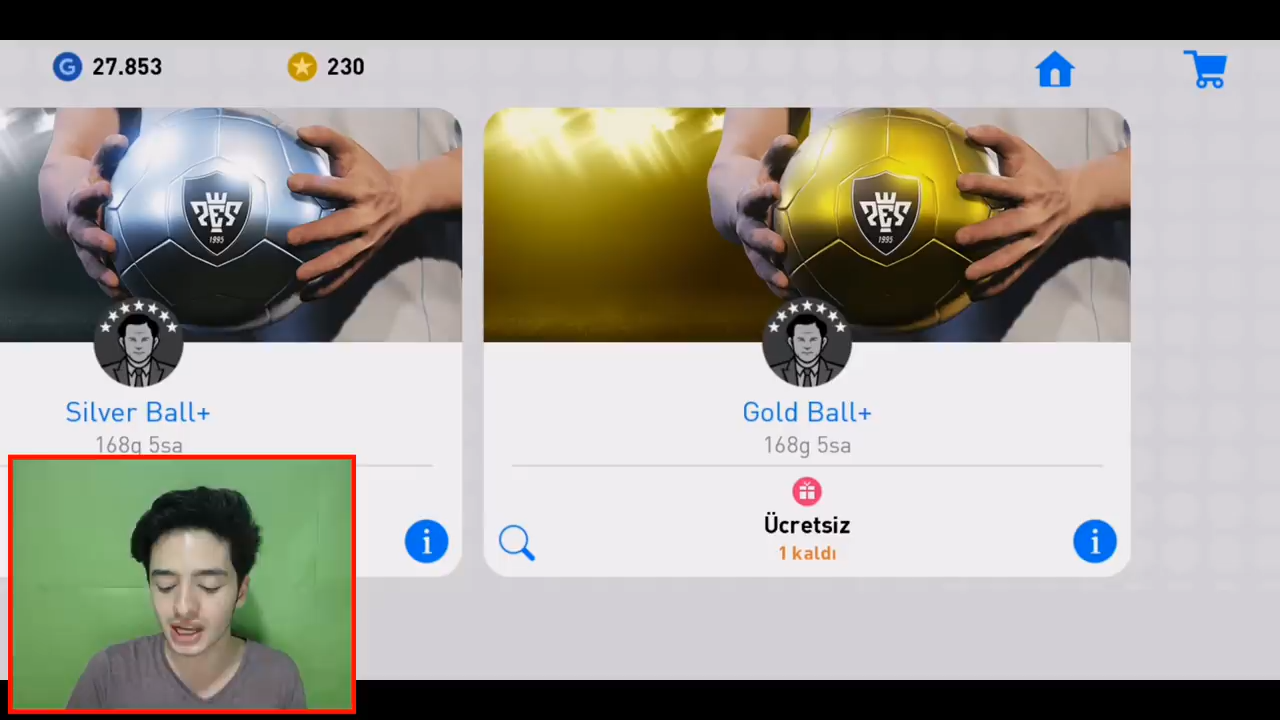 27.853
230
PES
1995
PES
1995
Silver Ball+
168g 5sa
Gold Ball+
168g 5sa
Ücretsiz
1 kaldı